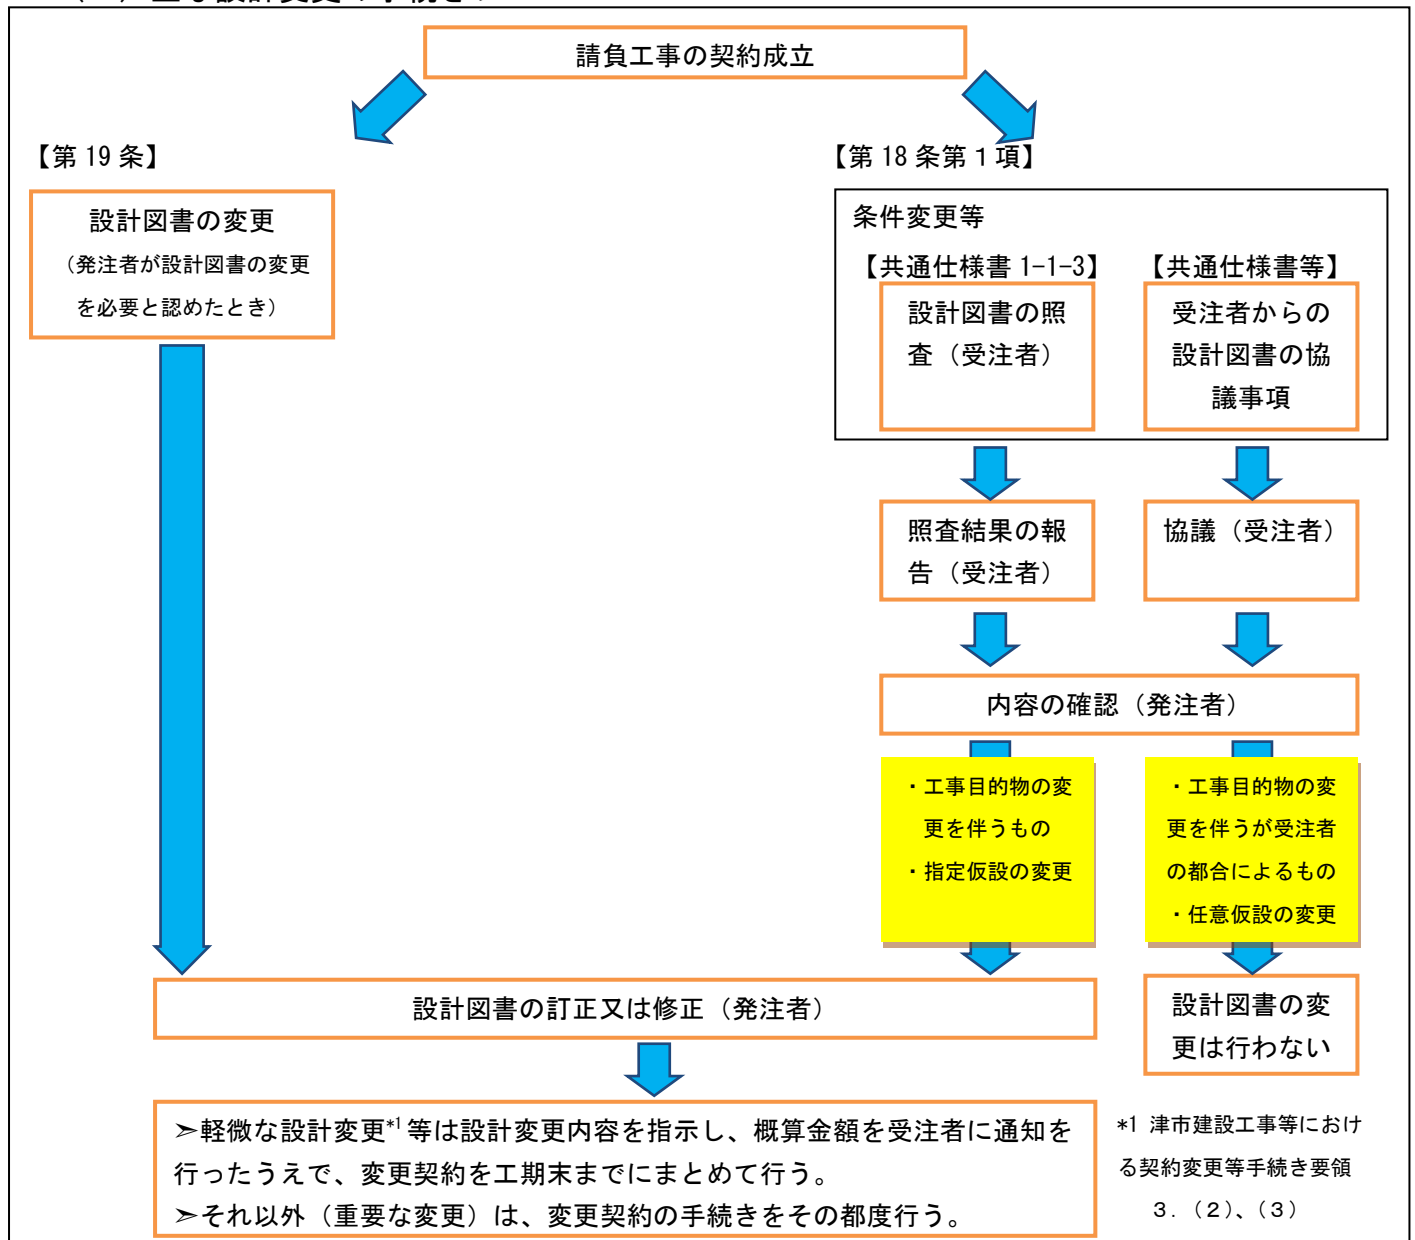 請負工事の契約成立
【第 19 条】
設計図書の変更
（発注者が設計図書の変更
を必要と認めたとき）
【第 18 条第１項】
条件変更等
【共通仕様書 1-1-3】
設計図書の照
査（受注者）
【共通仕様書等】
受注者からの
設計図書の協
議事項
照査結果の報
告（受注者）
協議（受注者）
内容の確認（発注者）
・工事目的物の変
更を伴うもの
・指定仮設の変更
・工事目的物の変
更を伴うが受注者
の都合によるもの
・任意仮設の変更
設計図書の訂正又は修正（発注者）
設計図書の変
更は行わない
➣軽微な設計変更*1 等は設計変更内容を指示し、概算金額を受注者に通知を
行ったうえで、変更契約を工期末までにまとめて行う。
➣それ以外（重要な変更）は、変更契約の手続きをその都度行う。
*1 津市建設工事等におけ
る契約変更等手続き要領
３．（２）、（３）